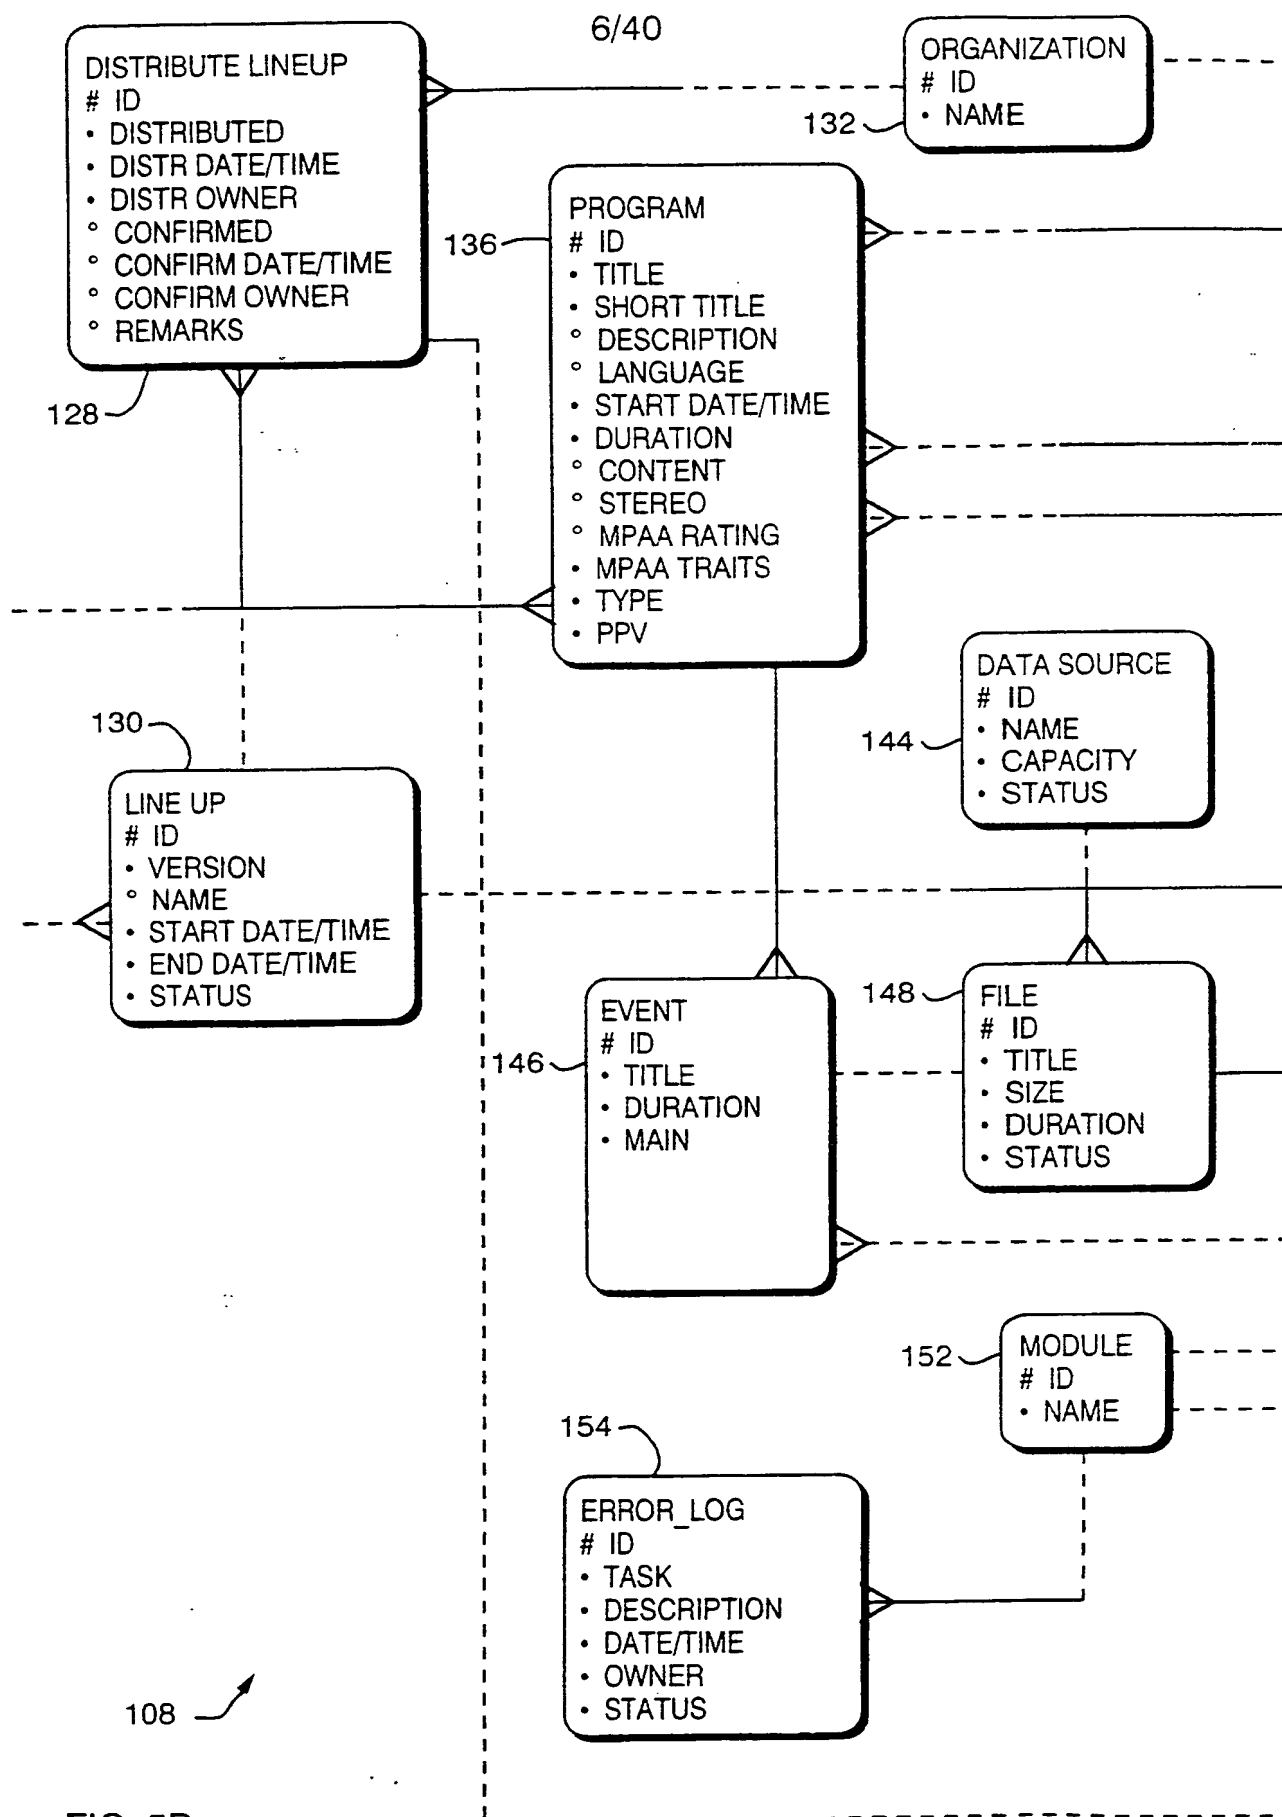 6/40
DISTRIBUTE LINEUP
# ID
• DISTRIBUTED
• DISTR DATE/TIME
• DISTR OWNER
° CONFIRMED
° CONFIRM DATE/TIME
° CONFIRM OWNER
° REMARKS
128
ORGANIZATION
# ID
• NAME
132
PROGRAM
# ID
• TITLE
• SHORT TITLE
° DESCRIPTION
° LANGUAGE
• START DATE/TIME
• DURATION
° CONTENT
° STEREO
° MPAA RATING
• MPAA TRAITS
• TYPE
• PPV
136
DATA SOURCE
# ID
• NAME
• CAPACITY
• STATUS
144
130
LINE UP
# ID
• VERSION
° NAME
• START DATE/TIME
• END DATE/TIME
• STATUS
EVENT
# ID
• TITLE
• DURATION
• MAIN
146
148
FILE
# ID
• TITLE
• SIZE
• DURATION
• STATUS
152
MODULE
# ID
• NAME
154
ERROR_LOG
# ID
• TASK
• DESCRIPTION
• DATE/TIME
• OWNER
• STATUS
108